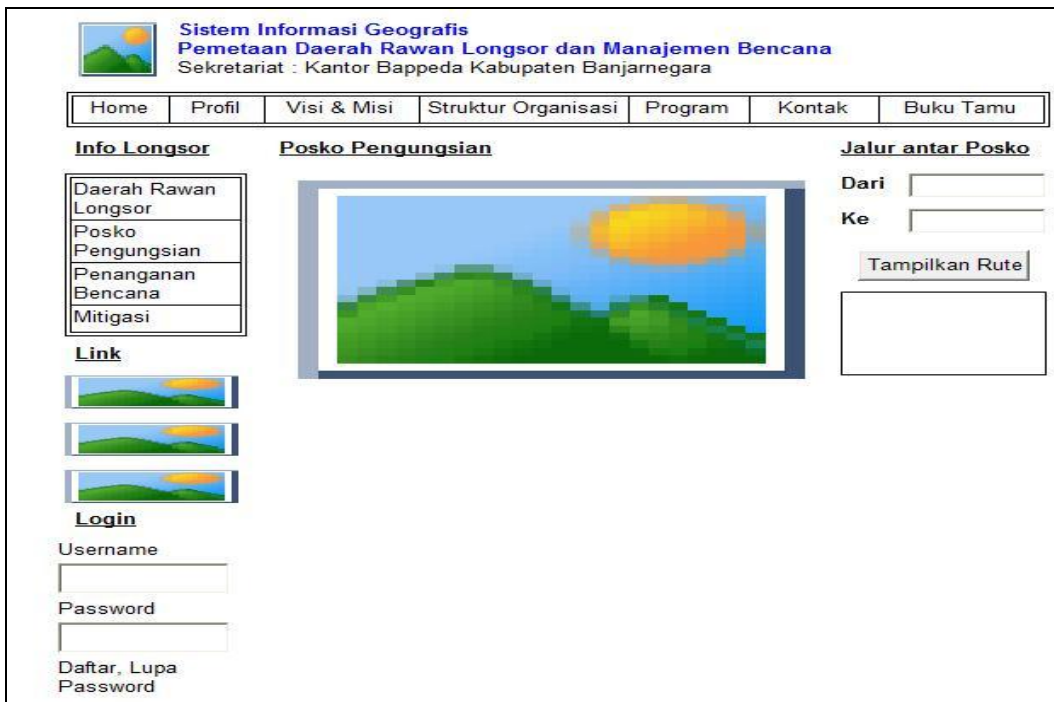 Sistem Informasi Geografis
Pemetaan Daerah Rawan Longsor dan Manajemen Bencana
Sekretariat : Kantor Bappeda Kabupaten Banjarnegara
Home Profil Visi & Misi Struktur Organisasi Program Kontak Buku Tamu
Info Longsor
Daerah Rawan
Longsor
Posko
Pengungsian
Penanganan
Bencana
Mitigasi
Link
Login
Username
Password
Daftar, Lupa
Password
Posko Pengungsian
Jalur antar Posko
Dari
Ke
Tampilkan Rute